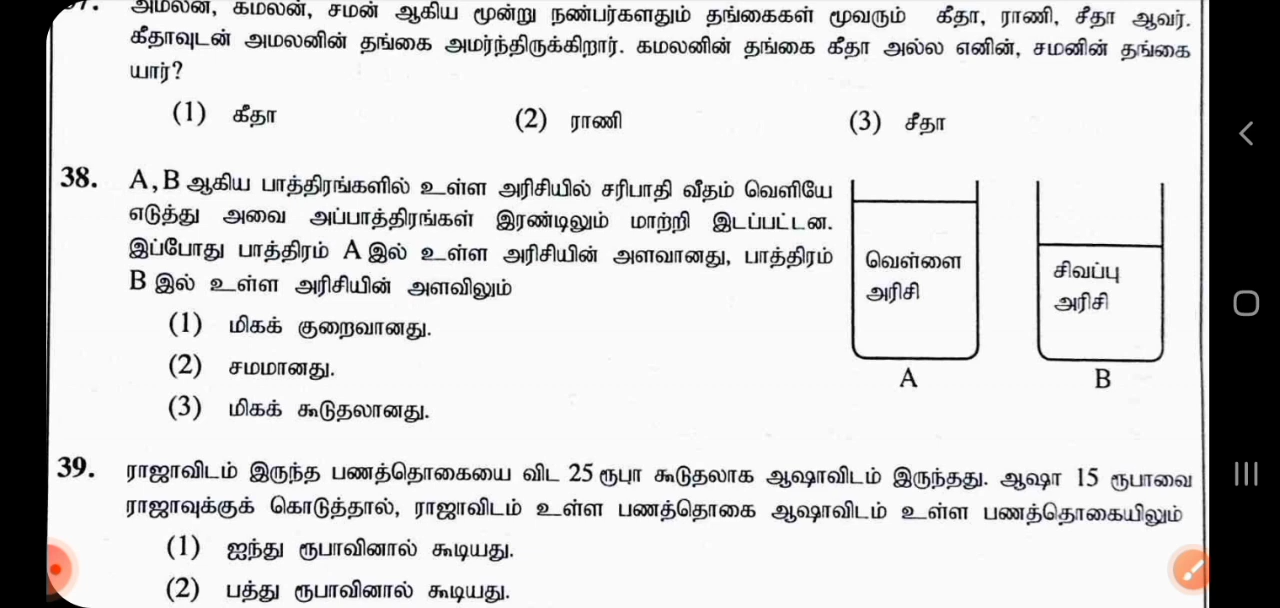 அமலன், கமலன், சமன் ஆகிய மூன்று நண்பர்களதும் தங்கைகள் மூவரும் கீதா, ராணி, சீதா ஆவர்.
கீதாவுடன் அமலனின் தங்கை அமர்ந்திருக்கிறார். கமலனின் தங்கை கீதா அல்ல எனின், சமனின் தங்கை
யார்?
(1) கீதா (2) ராணி (3) சீதா
38. A, B ஆகிய பாத்திரங்களில் உள்ள அரிசியில் சரிபாதி வீதம் வெளியே
எடுத்து அவை அப்பாத்திரங்கள் இரண்டிலும் மாற்றி இடப்பட்டன.
இப்போது பாத்திரம் A இல் உள்ள அரிசியின் அளவானது, பாத்திரம்
B இல் உள்ள அரிசியின் அளவிலும்
(1) மிகக் குறைவானது.
(2) சமமானது.
(3) மிகக் கூடுதலானது.
வெள்ளை
அரிசி
A
சிவப்பு
அரிசி
B
39. ராஜாவிடம் இருந்த பணத்தொகையை விட 25 ரூபா கூடுதலாக ஆஷாவிடம் இருந்தது. ஆஷா 15 ரூபாவை
ராஜாவுக்குக் கொடுத்தால், ராஜாவிடம் உள்ள பணத்தொகை ஆஷாவிடம் உள்ள பணத்தொகையிலும்
(1) ஐந்து ரூபாவினால் கூடியது.
(2) பத்து ரூபாவினால் கூடியது.